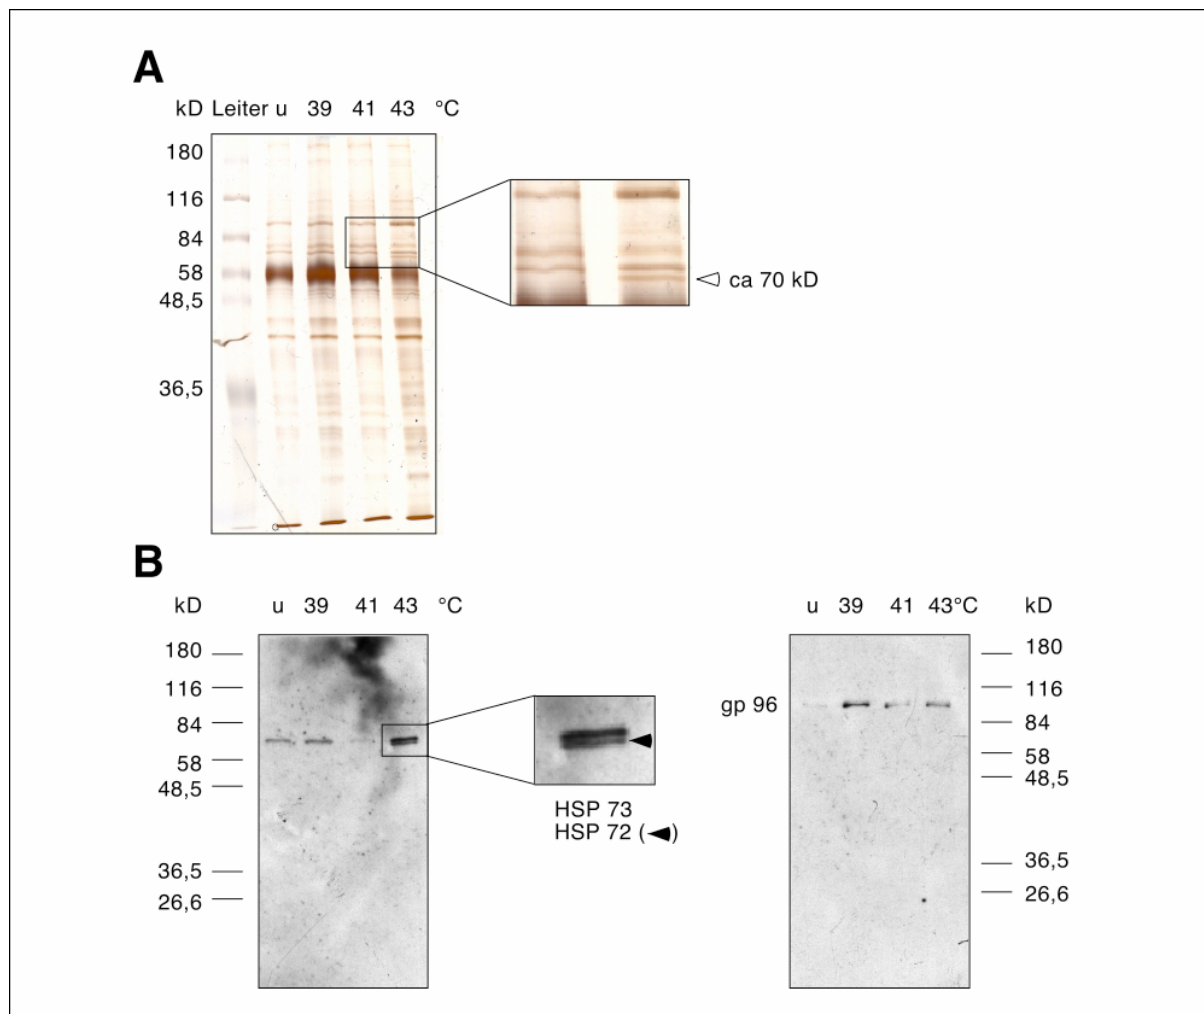 A
kD Leiter u 39 41 43 °C
180
116
84
58
48,5
36,5
ca 70 kD
B
kD u 39 41 43 °C
180
116
84
58
48,5
36,5
26,6
HSP 73
HSP 72 ( )
u 39 41 43°C kD
gp 96
180
116
84
58
48,5
36,5
26,6